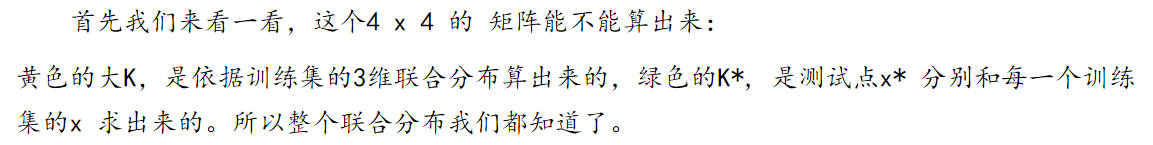 首先我们来看一看，这个4 x 4 的 矩阵能不能算出来：
黄色的大K，是依据训练集的3维联合分布算出来的，绿色的K*，是测试点x* 分别和每一个训练
集的x 求出来的。所以整个联合分布我们都知道了。